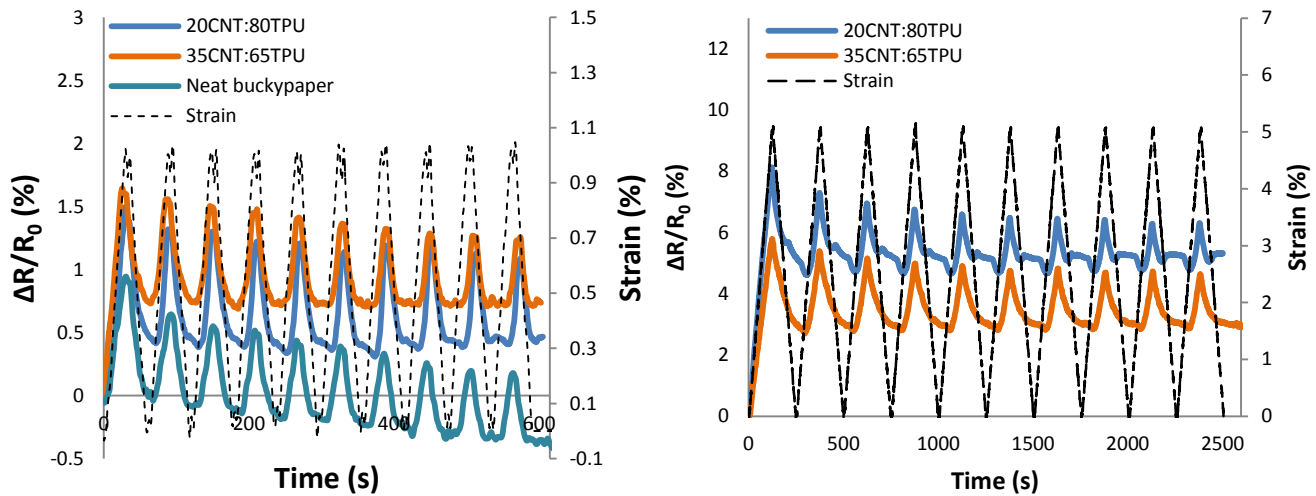 3
2.5
2
1.5
1
0.5
0
-0.5
ΔR/R0 (%)
20CNT:80TPU
35CNT:65TPU
Neat buckypaper
Strain
1.5
1.3
1.1
0.9
0.7
0.5
0.3
0.1
-0.1
Strain (%)
0 200 400 600
Time (s)
12
10
8
6
4
2
0
ΔR/R0 (%)
20CNT:80TPU
35CNT:65TPU
Strain
7
6
5
4
3
2
1
0
Strain (%)
0 500 1000 1500 2000 2500
Time (s)